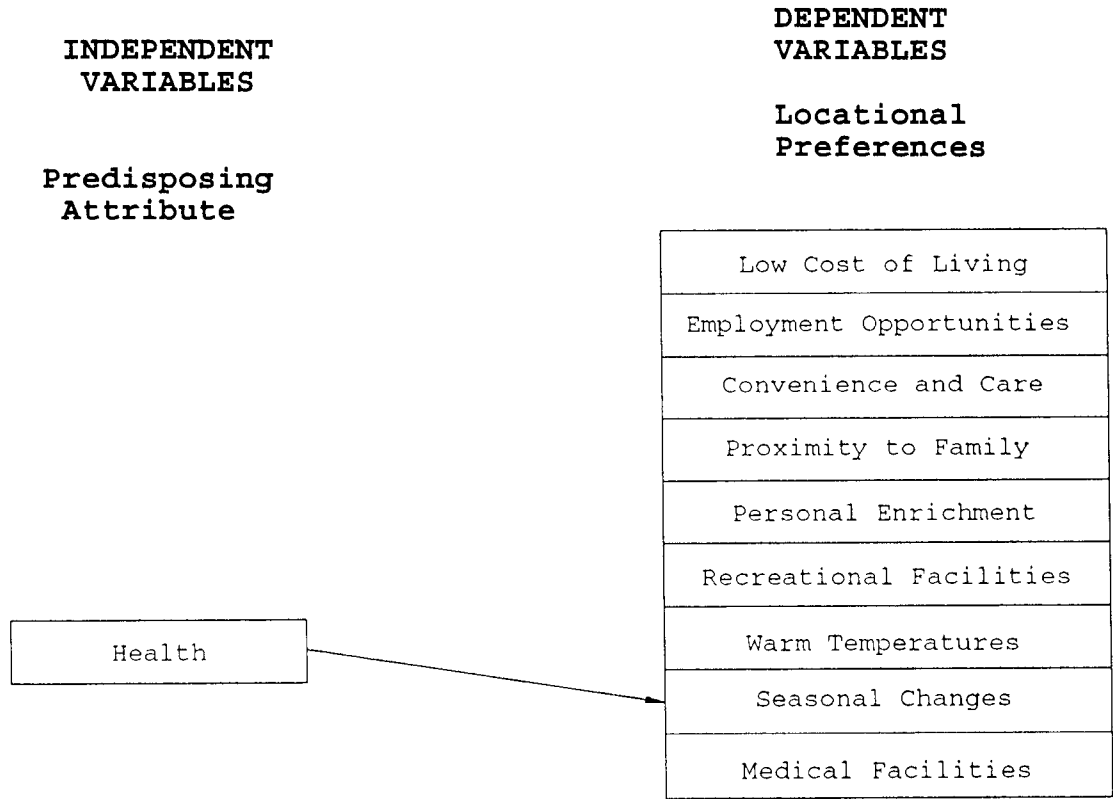 INDEPENDENT
VARIABLES
Predisposing
Attribute
Health
DEPENDENT
VARIABLES
Locational
Preferences
Low Cost of Living
Employment Opportunities
Convenience and Care
Proximity to Family
Personal Enrichment
Recreational Facilities
Warm Temperatures
Seasonal Changes
Medical Facilities